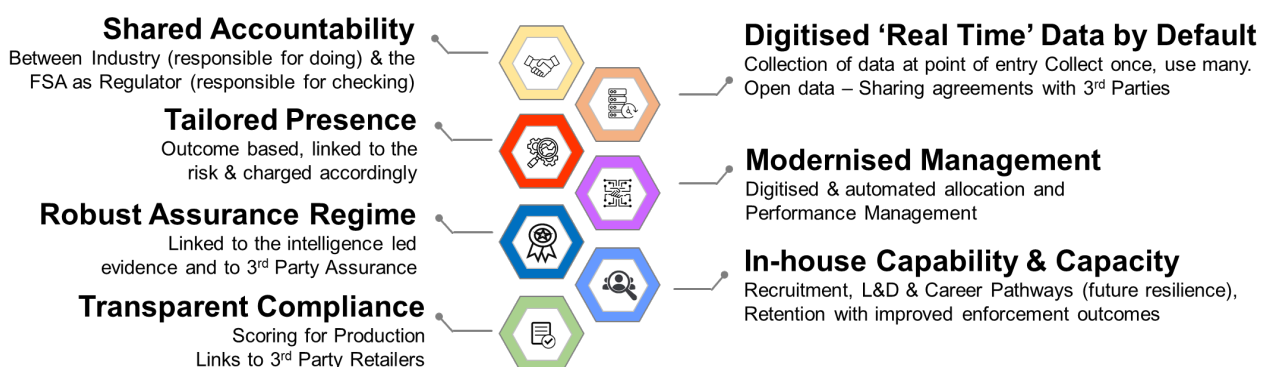 Shared Accountability
Between Industry (responsible for doing) & the
FSA as Regulator (responsible for checking)
Tailored Presence
Outcome based, linked to the
risk & charged accordingly
Robust Assurance Regime
Linked to the intelligence led
evidence and to 3rd Party Assurance
Transparent Compliance
Scoring for Production
Links to 3rd Party Retailers
Digitised ‘Real Time’ Data by Default
Collection of data at point of entry Collect once, use many.
Open data – Sharing agreements with 3rd Parties
Modernised Management
Digitised & automated allocation and
Performance Management
In-house Capability & Capacity
Recruitment, L&D & Career Pathways (future resilience),
Retention with improved enforcement outcomes